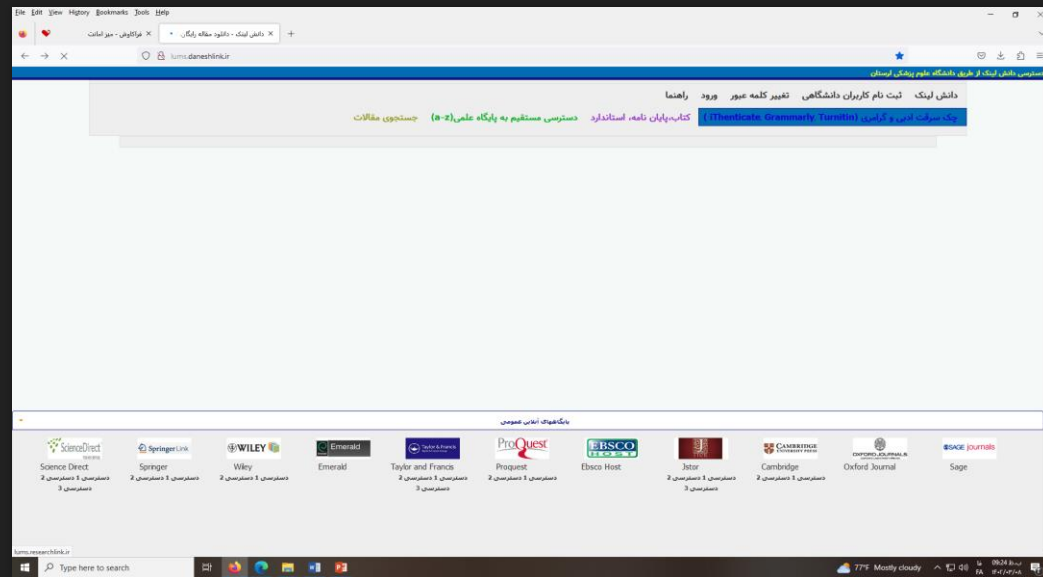 File Edit View History Bookmarks Tools Help
دانش لینک - دانلود مقاله رایگان
فراکاوش - میز امانت
lums.daneshlink.ir
دسترسی دانش لینک از طریق دانشگاه علوم پزشکی لرستان
دانش لینک ثبت نام کاربران دانشگاهی تغییر کلمه عبور ورود راهنما
چک سرقت ادبی و گرامری (iThenticate, Grammarly, Turnitin) کتاب،پایان نامه، استاندارد دسترسی مستقیم به پایگاه علمی(a-z) جستجوی مقالات
پایگاههای آنلاین عمومی
ScienceDirect SpringerLink WILEY Emerald Taylor & Francis ProQuest EBSCO HOST CAMBRIDGE UNIVERSITY PRESS OXFORD JOURNALS SAGE journals
Science Direct Springer Wiley Emerald Taylor and Francis Proquest Ebsco Host Jstor Cambridge Oxford Journal Sage
دسترسی 1 دسترسی 2 دسترسی 1 دسترسی 2 دسترسی 1 دسترسی 2 دسترسی 1 دسترسی 2 دسترسی 1 دسترسی 2 دسترسی 1 دسترسی 2 دسترسی 1 دسترسی 2
دسترسی 3 دسترسی 3 دسترسی 3
lums.researchlink.ir
Type here to search
77°F Mostly cloudy
FA